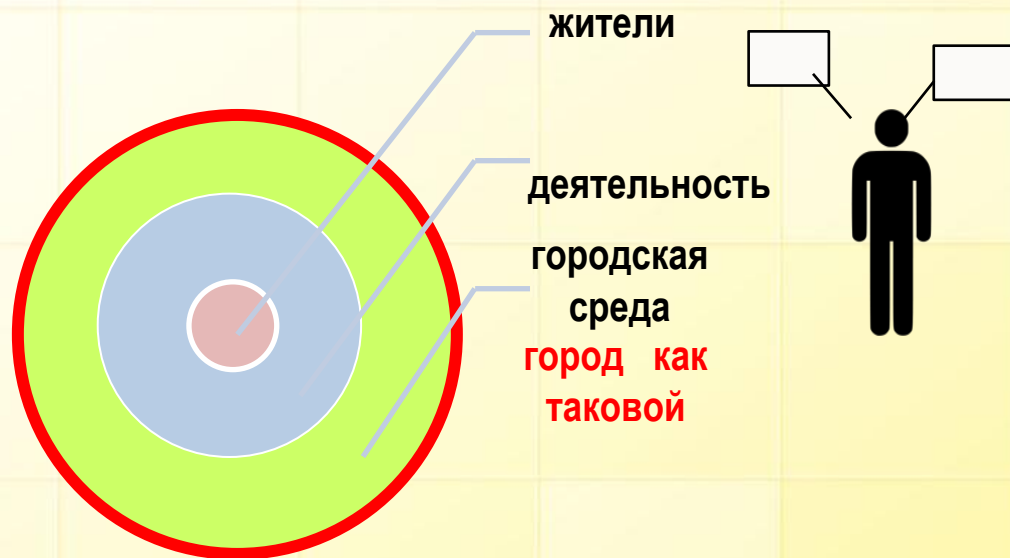 жители
деятельность
городская
среда
город как
таковой